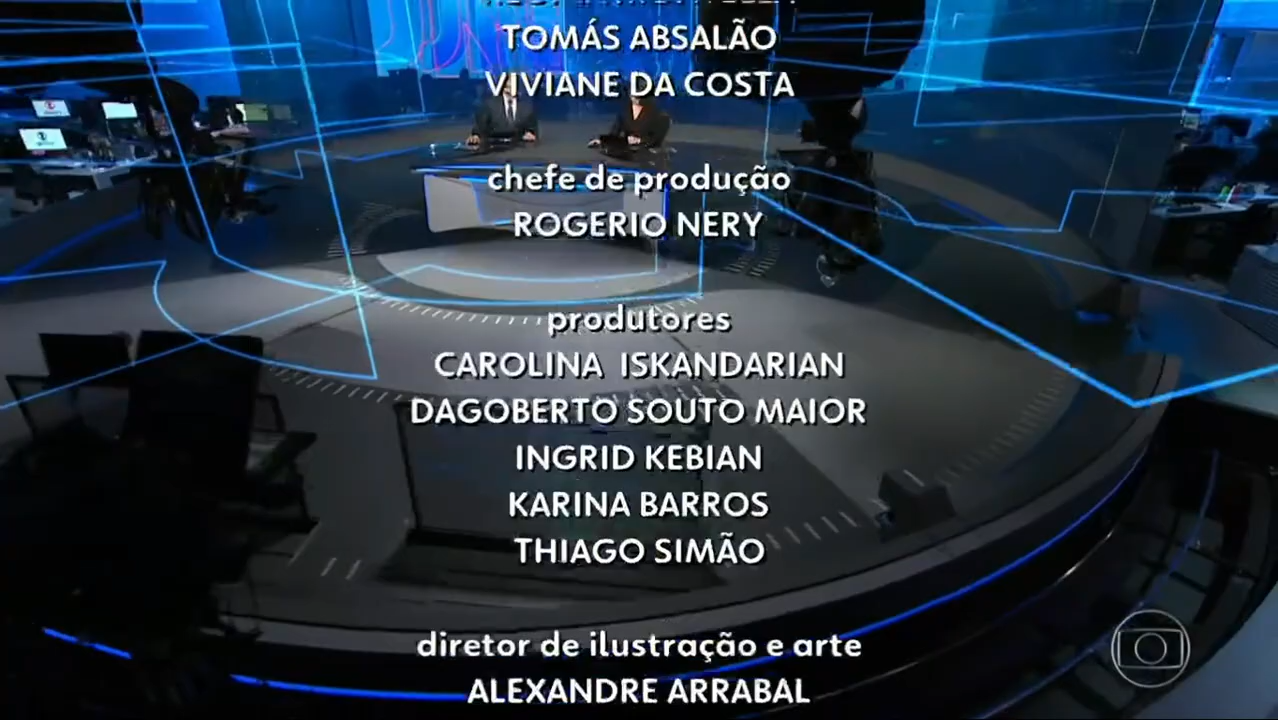 TOMÁS ABSALÃO
VIVIANE DA COSTA
chefe de produção
ROGERIO NERY
produtores
CAROLINA ISKANDARIAN
DAGOBERTO SOUTO MAIOR
INGRID KEBIAN
KARINA BARROS
THIAGO SIMÃO
diretor de ilustração e arte
ALEXANDRE ARRABAL